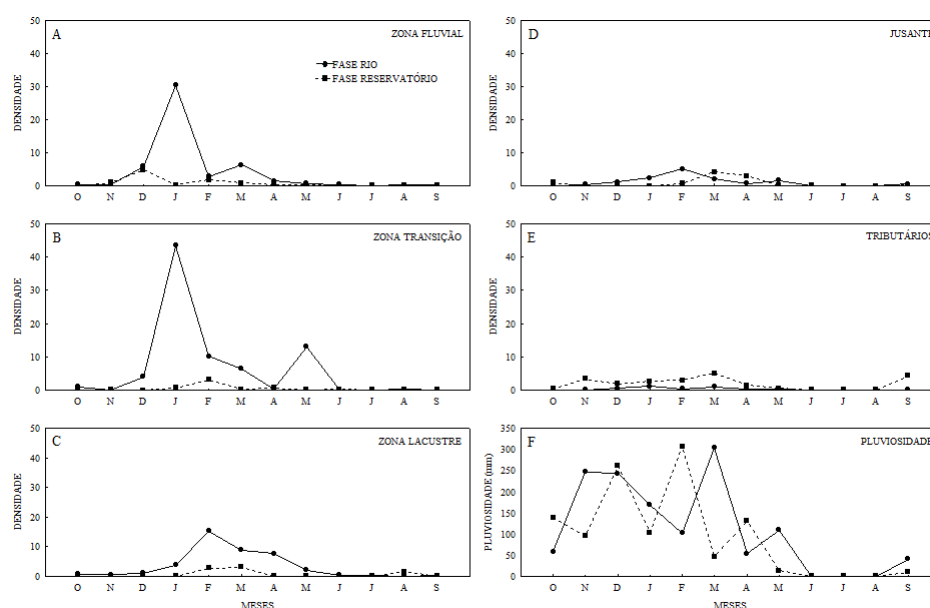 50
A
ZONA FLUVIAL
40
FASE RIO
FASE RESERVATÓRIO
30
DENSIDADE
20
10
0
O N D J F M A M J J A S
50
B
ZONA TRANSIÇÃO
40
30
DENSIDADE
20
10
0
O N D J F M A M J J A S
50
C
ZONA LACUSTRE
40
30
DENSIDADE
20
10
0
O N D J F M A M J J A S
MESES
50
D
JUSANTE
40
30
DENSIDADE
20
10
0
O N D J F M A M J J A S
50
E
TRIBUTÁRIOS
40
30
DENSIDADE
20
10
0
O N D J F M A M J J A S
350
F
PLUVIOSIDADE
300
250
200
PLUVIOSIDADE (mm)
150
100
50
0
O N D J F M A M J J A S
MESES